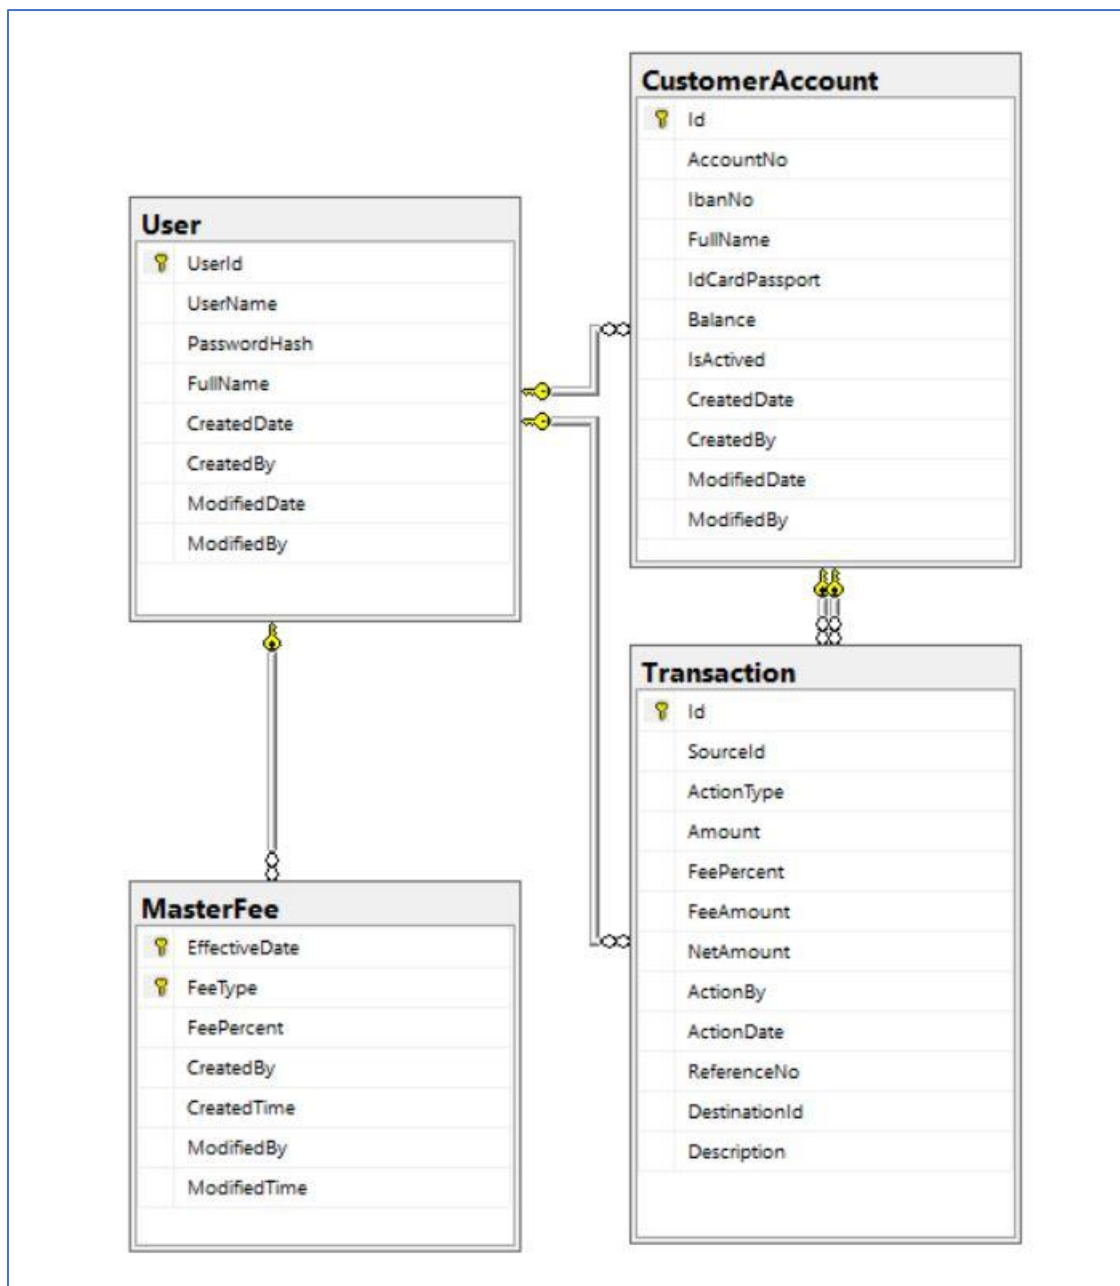 CustomerAccount
Id
AccountNo
IbanNo
FullName
IdCardPassport
Balance
IsActived
CreatedDate
CreatedBy
ModifiedDate
ModifiedBy
User
UserId
UserName
PasswordHash
FullName
CreatedDate
CreatedBy
ModifiedDate
ModifiedBy
Transaction
Id
SourceId
ActionType
Amount
FeePercent
FeeAmount
NetAmount
ActionBy
ActionDate
ReferenceNo
DestinationId
Description
MasterFee
EffectiveDate
FeeType
FeePercent
CreatedBy
CreatedTime
ModifiedBy
ModifiedTime